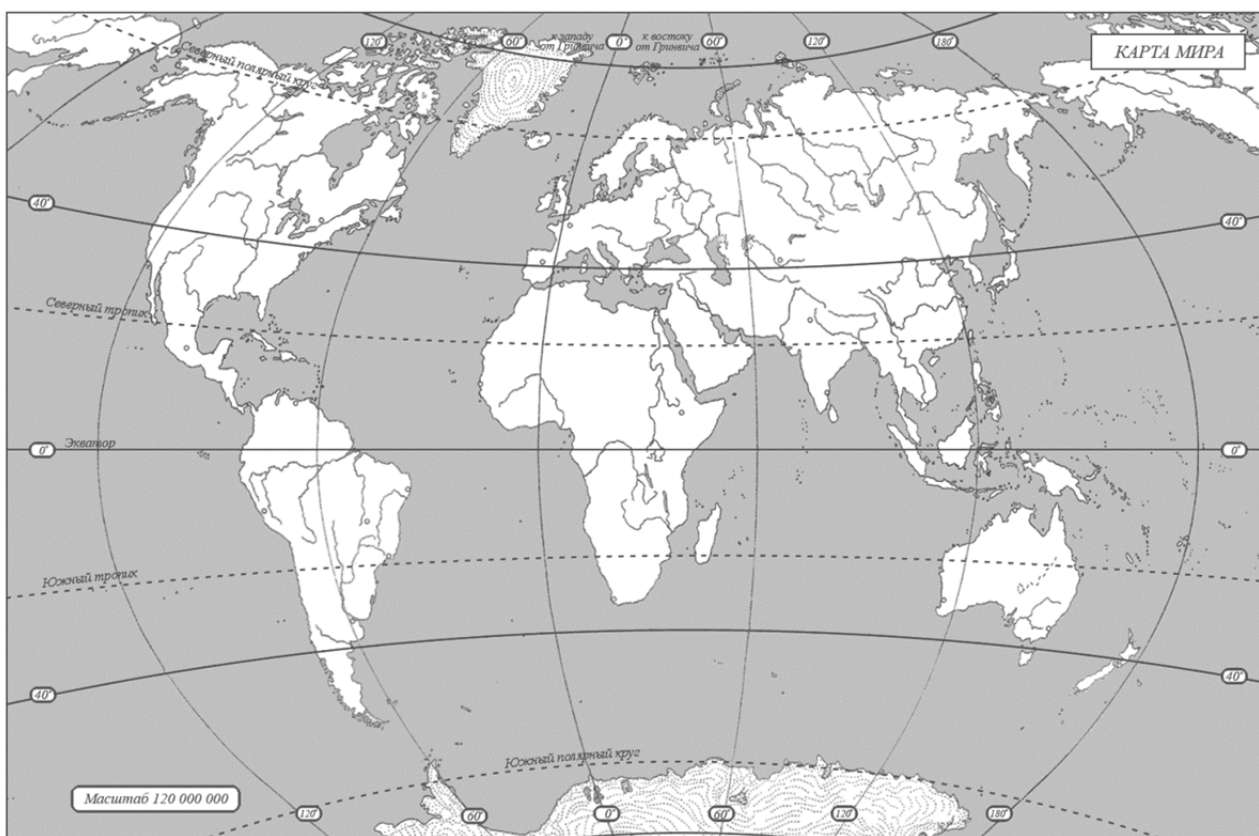 к западу
от Гринвича
к востоку
от Гринвича
120°
60°
0°
60°
120°
180°
КАРТА МИРА
Северный полярный круг
40°
40°
Северный тропик
Экватор
0°
0°
Южный тропик
40°
40°
Южный полярный круг
Масштаб 120 000 000
120°
60°
0°
60°
120°
180°